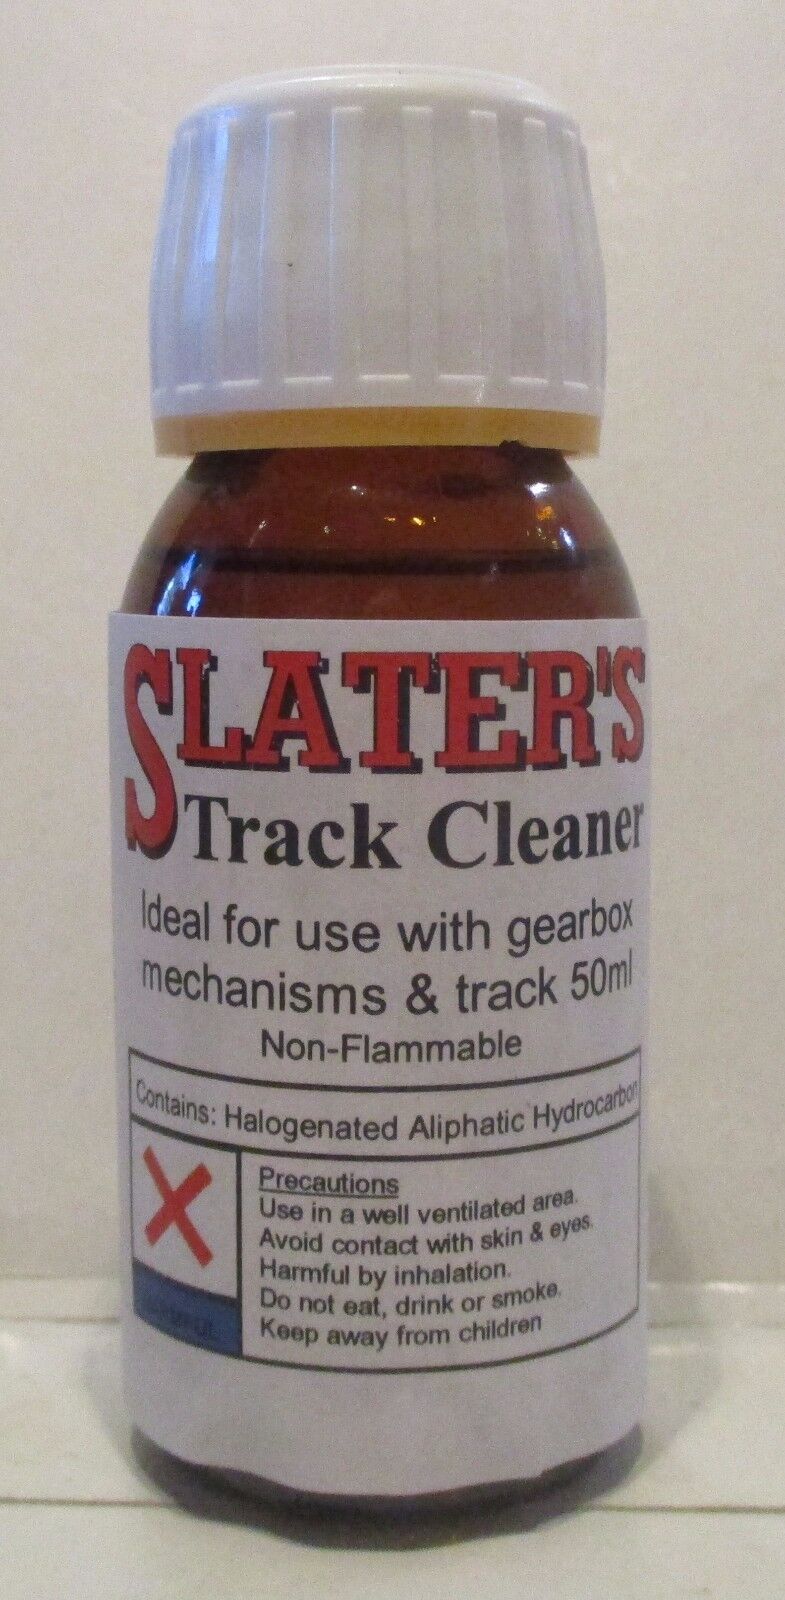 SLATER'S
Track Cleaner
Ideal for use with gearbox
mechanisms & track 50ml
Non-Flammable
Contains: Halogenated Aliphatic Hydrocarbon
Precautions
Use in a well ventilated area.
Avoid contact with skin & eyes.
Harmful by inhalation.
Do not eat, drink or smoke.
Keep away from children